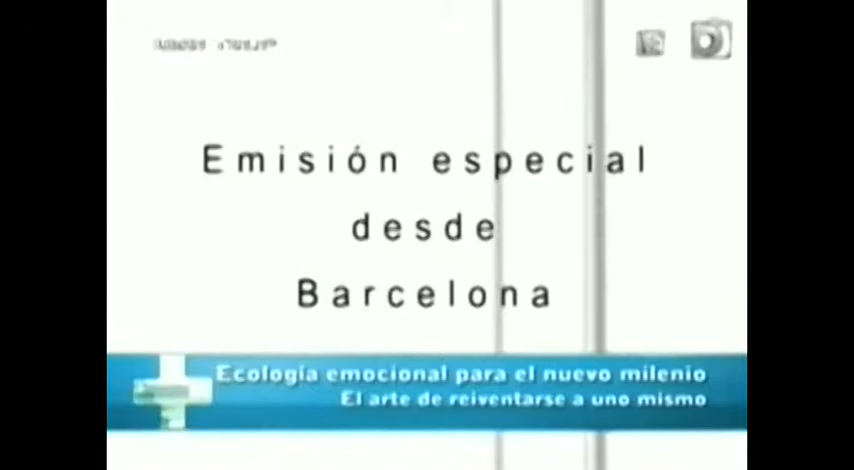 Emisión especial
desde
Barcelona
Ecología emocional para el nuevo milenio
El arte de reiventarse a uno mismo